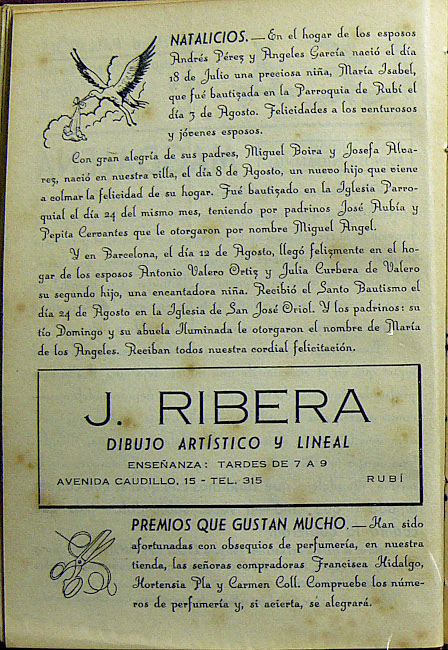 NATALICIOS. — En el hogar de los esposos
Andrés Pérez y Angeles García nació el día
18 de Julio una preciosa niña, María Isabel,
que fué bautizada en la Parroquia de Rubí el
día 3 de Agosto. Felicidades a los venturosos
y jóvenes esposos.
Con gran alegría de sus padres, Miguel Boira y Josefa Alva-
rez, nació en nuestra villa, el día 8 de Agosto, un nuevo hijo que viene
a colmar la felicidad de su hogar. Fué bautizado en la Iglesia Parro-
quial el día 24 del mismo mes, teniendo por padrinos José Rubía y
Pepita Cervantes que le otorgaron por nombre Miguel Angel.
Y en Barcelona, el día 12 de Agosto, llegó felizmente en el ho-
gar de los esposos Antonio Valero Ortiz y Julia Curbera de Valero
su segundo hijo, una encantadora niña. Recibió el Santo Bautismo el
día 24 de Agosto en la Iglesia de San José Oriol. Y los padrinos: su
tío Domingo y su abuela Iluminada le otorgaron el nombre de María
de los Angeles. Reciban todos nuestra cordial felicitación.
J. RIBERA
DIBUJO ARTÍSTICO Y LINEAL
ENSEÑANZA: TARDES DE 7 A 9
AVENIDA CAUDILLO, 15 - TEL. 315 RUBÍ
PREMIOS QUE GUSTAN MUCHO. — Han sido
afortunadas con obsequios de perfumería, en nuestra
tienda, las señoras compradoras Francisca Hidalgo,
Hortensia Pla y Carmen Coll. Compruebe los núme-
ros de perfumería y, si acierta, se alegrará.